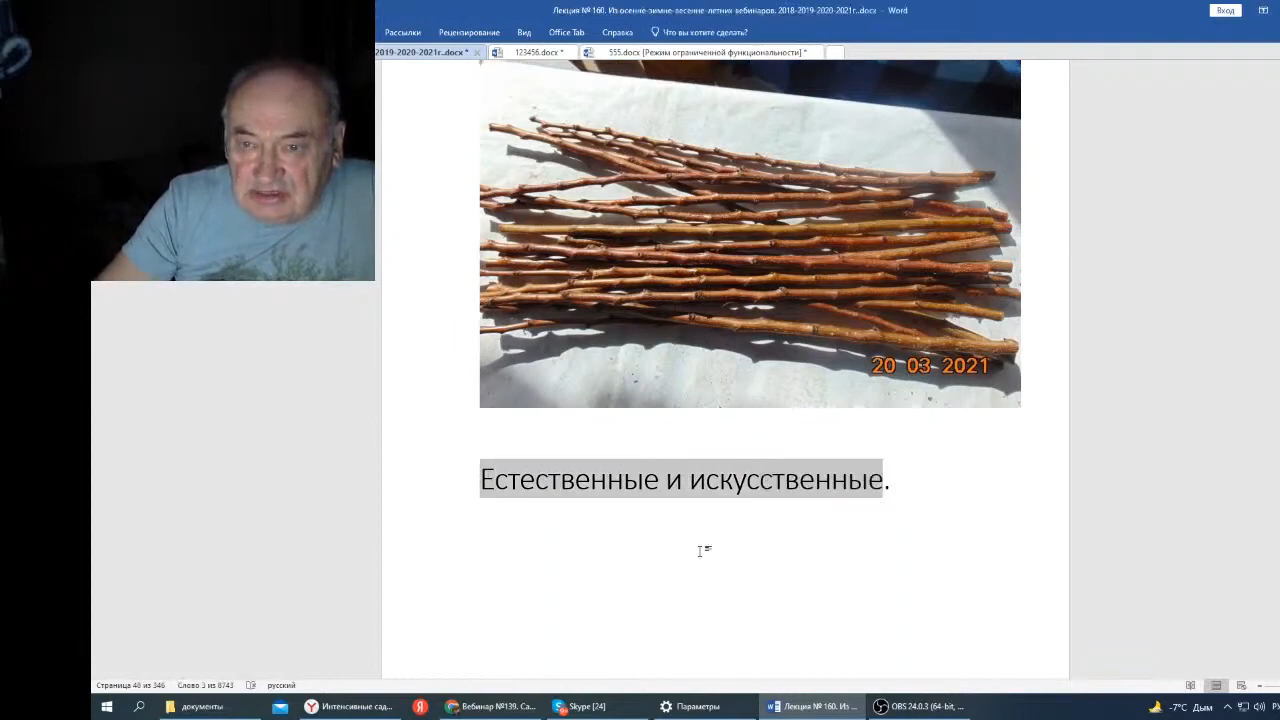 Лекция № 160. Из осенне-зимне-весенне-летних вебинаров. 2018-2019-2020-2021г..docx - Word
Вход
Рассылки Рецензирование Вид Office Tab Справка Что вы хотите сделать?
2019-2020-2021г...docx * 123456.docx * 555.docx [Режим ограниченной функциональности] *
20 03 2021
Естественные и искусственные.
Страница 48 из 346 Слово 3 из 8743 русский
документы Интенсивные сад... Вебинар №139. Са... Skype [24] Параметры Лекция № 160. Из ... OBS 24.0.3 (64-bit, ... -7°C Дым